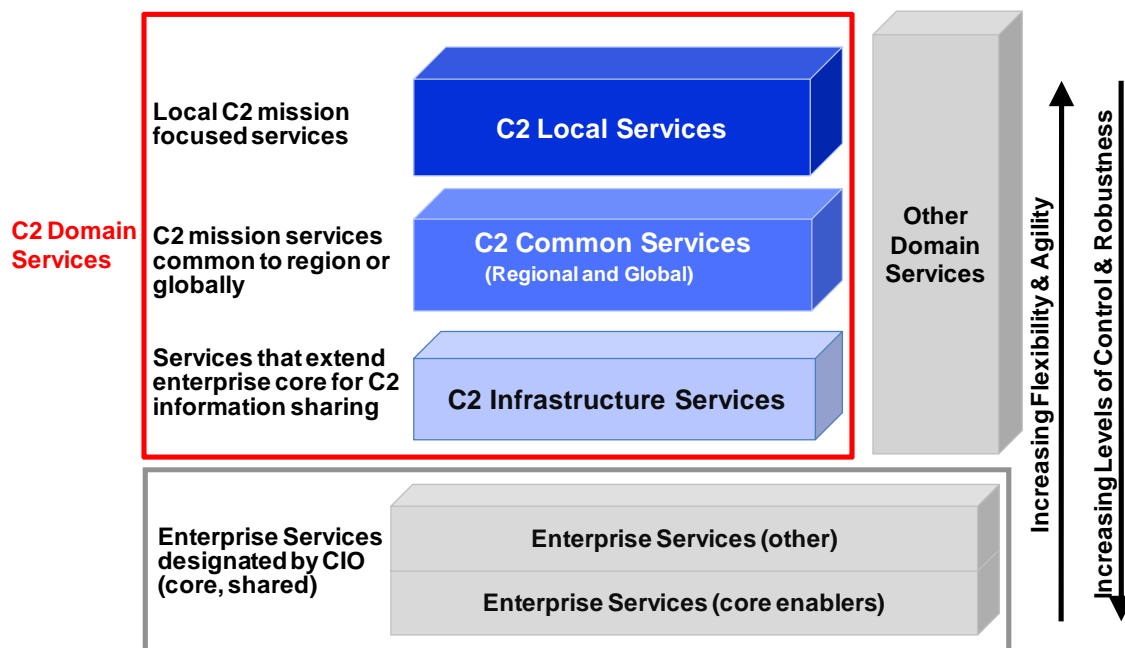 C2 Domain
Services
Local C2 mission
focused services
C2 Local Services
C2 mission services
common to region or
globally
C2 Common Services
(Regional and Global)
Services that extend
enterprise core for C2
information sharing
C2 Infrastructure Services
Other
Domain
Services
Increasing Flexibility & Agility
Increasing Levels of Control & Robustness
Enterprise Services
designated by CIO
(core, shared)
Enterprise Services (other)
Enterprise Services (core enablers)